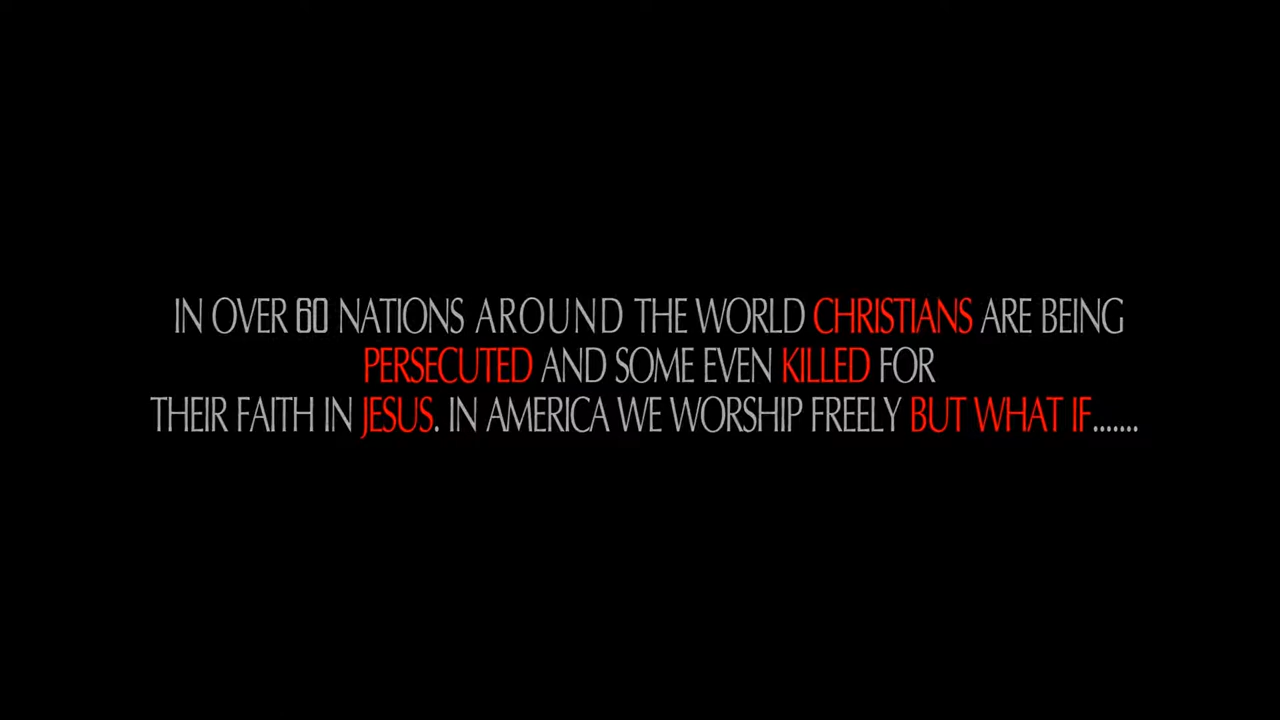 IN OVER 60 NATIONS AROUND THE WORLD CHRISTIANS ARE BEING
PERSECUTED AND SOME EVEN KILLED FOR
THEIR FAITH IN JESUS. IN AMERICA WE WORSHIP FREELY BUT WHAT IF.......